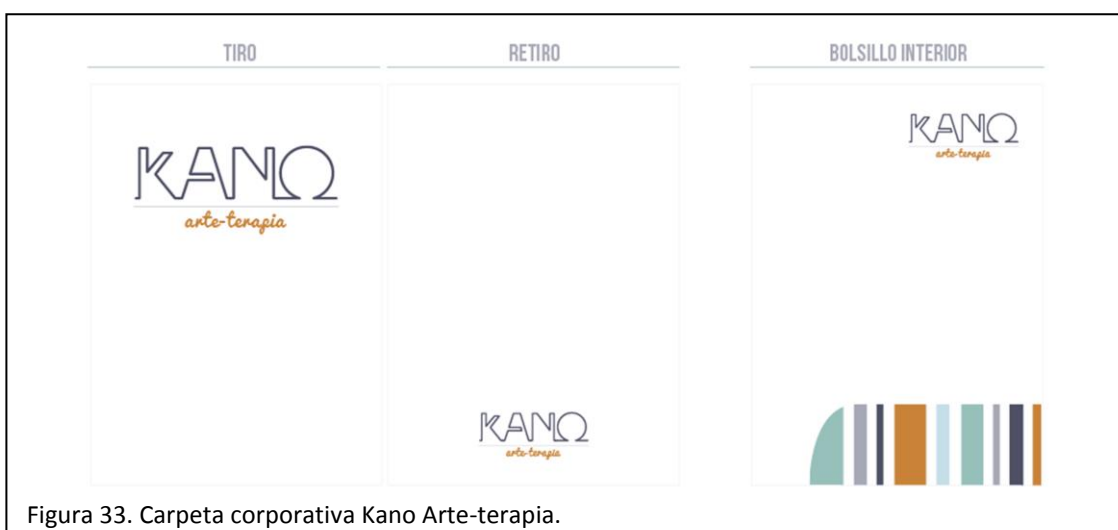 TIRO
RETIRO
BOLSILLO INTERIOR
KANO
arte-terapia
KANO
arte-terapia
KANO
arte-terapia
Figura 33. Carpeta corporativa Kano Arte-terapia.